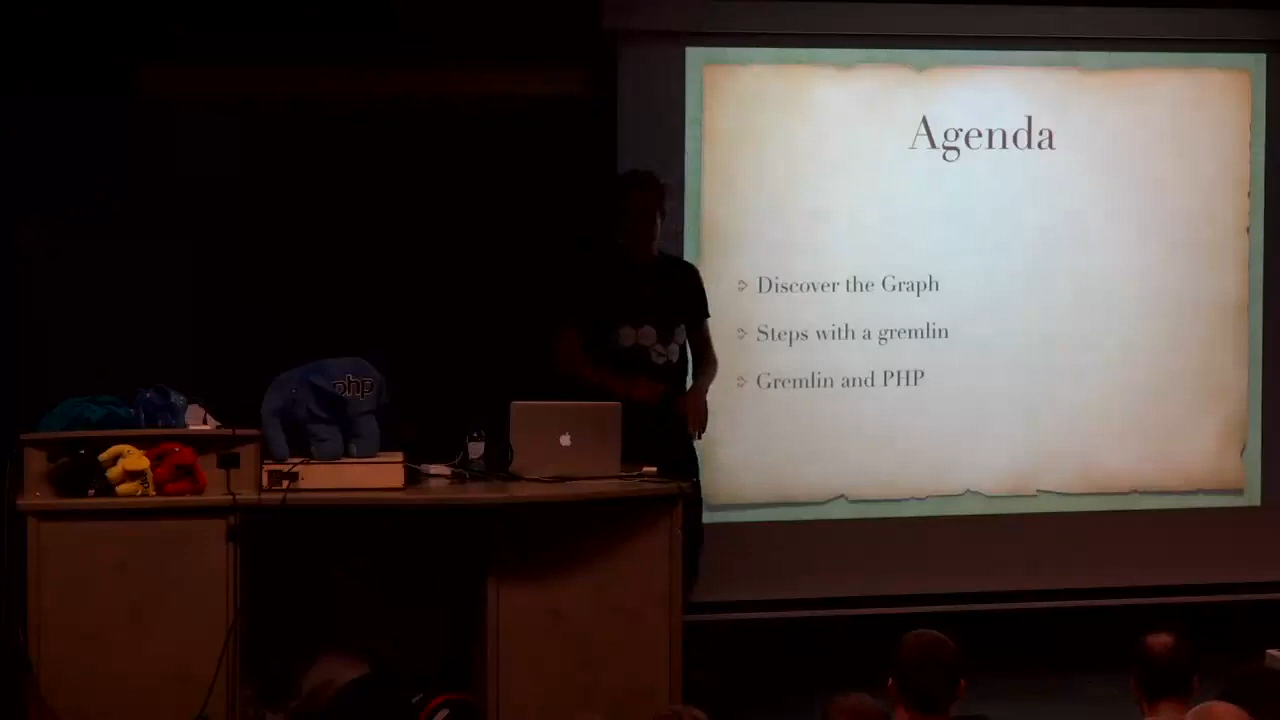 Agenda
Discover the Graph
Steps with a gremlin
Gremlin and PHP
php